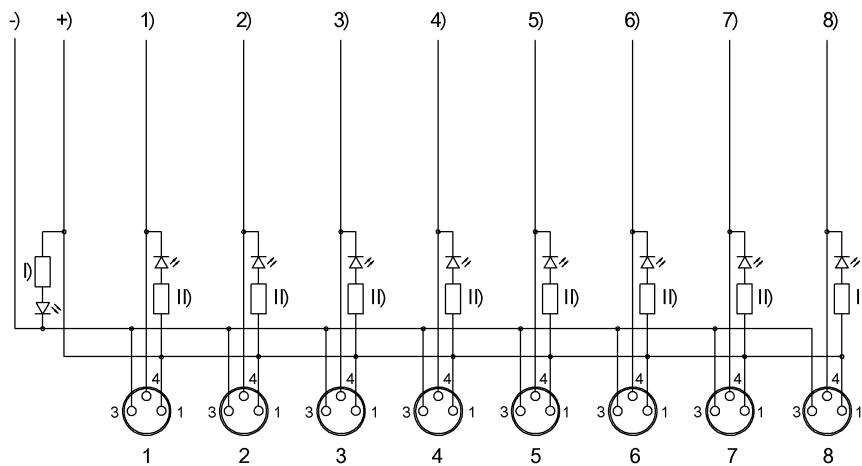 -) +) 1) 2) 3) 4) 5) 6) 7) 8)
I) II) II) II) II) II) II) II) I
4 4 4 4 4 4 4 4
3 1 3 1 3 1 3 1 3 1 3 1 3 1 3 1
1 2 3 4 5 6 7 8